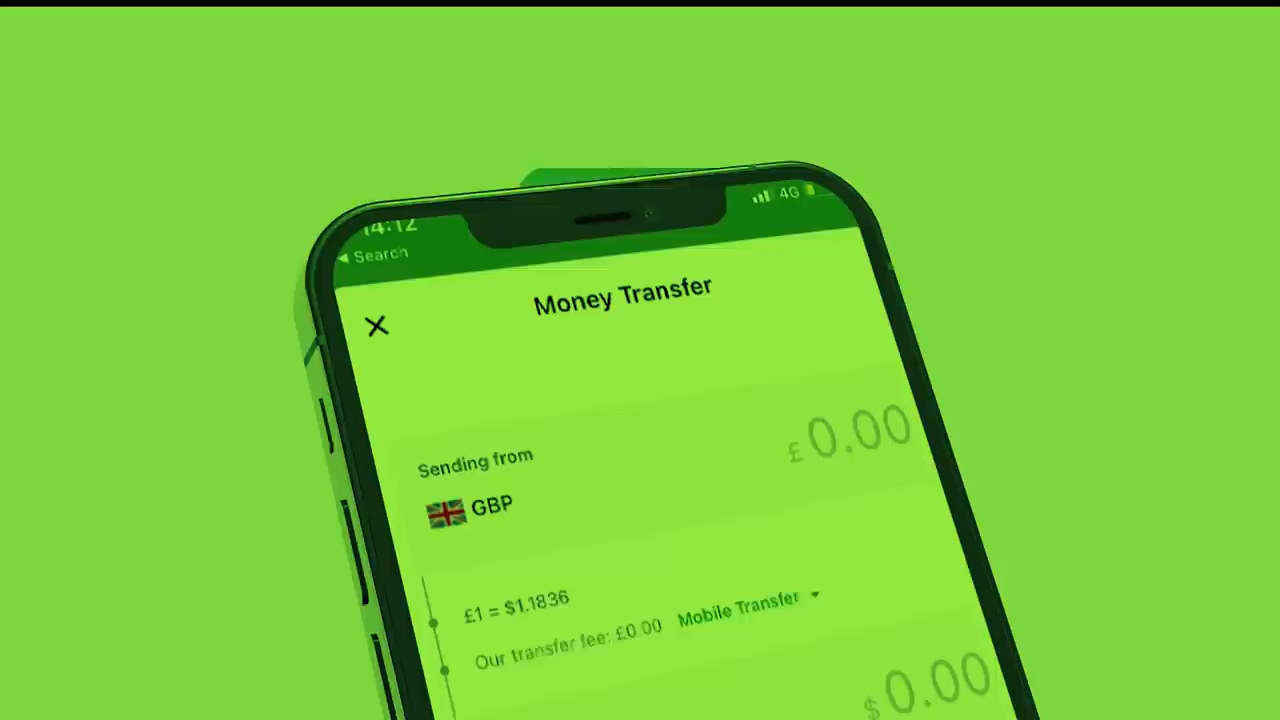 14:12
4G
Search
Money Transfer
Sending from
£ 0.00
GBP
£1 = $1.1836
Our transfer fee: £0.00 Mobile Transfer
$ 0.00